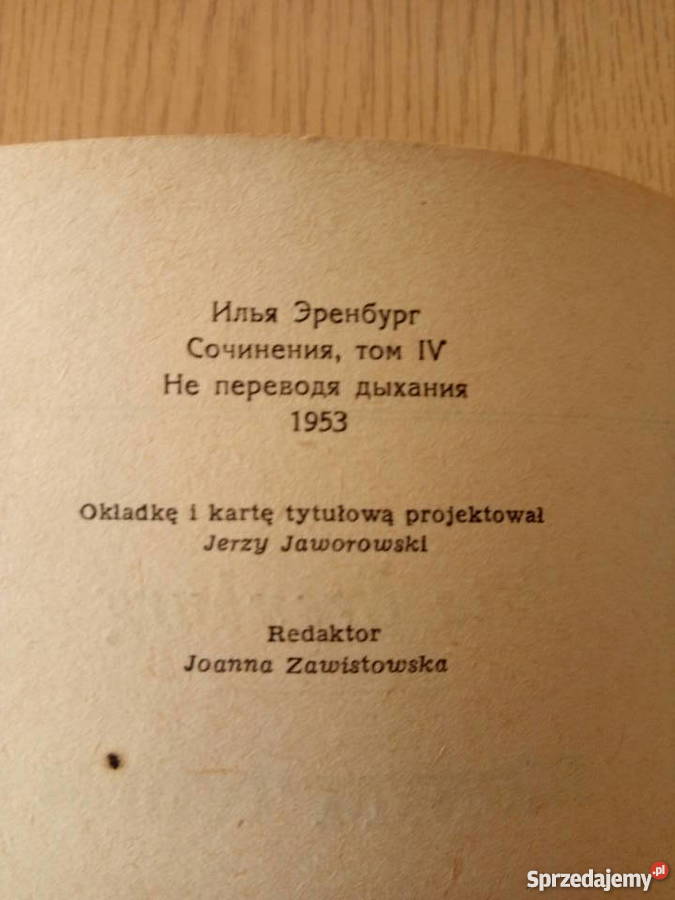 Илья Эренбург
Сочинения, том IV
Не переводя дыхания
1953
Okładkę i kartę tytułową projektował
Jerzy Jaworowski
Redaktor
Joanna Zawistowska
Sprzedajemy.pl